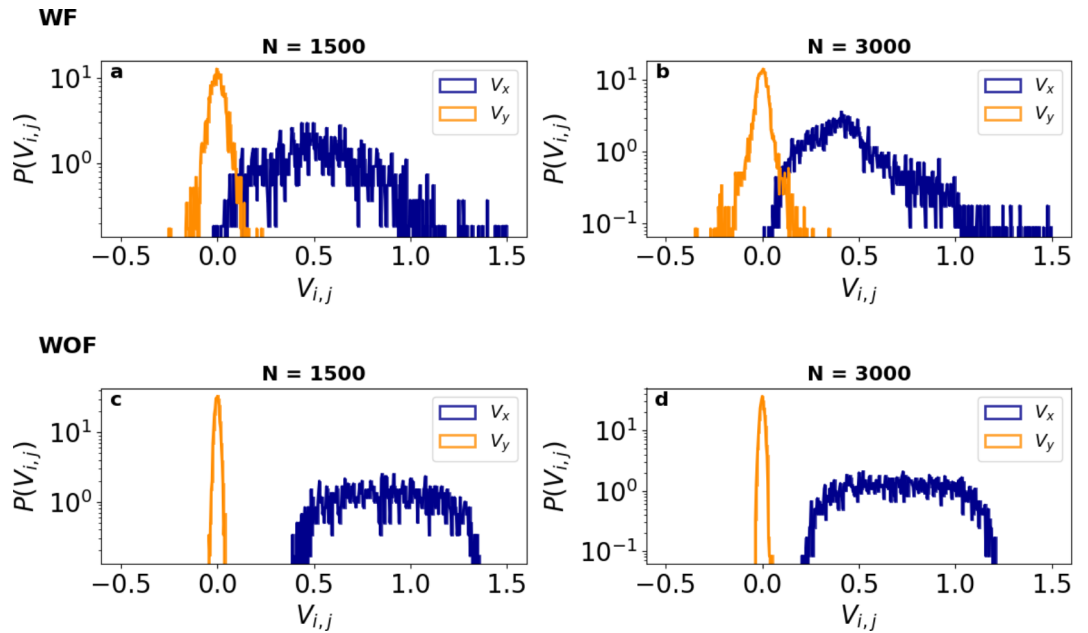 WF
N = 1500
a
V_x
V_y
10^1
10^0
P(V_{i,j})
−0.5 0.0 0.5 1.0 1.5
V_{i,j}
N = 3000
b
V_x
V_y
10^1
10^0
10^{−1}
P(V_{i,j})
−0.5 0.0 0.5 1.0 1.5
V_{i,j}
WOF
N = 1500
c
V_x
V_y
10^1
10^0
P(V_{i,j})
−0.5 0.0 0.5 1.0 1.5
V_{i,j}
N = 3000
d
V_x
V_y
10^1
10^0
10^{−1}
P(V_{i,j})
−0.5 0.0 0.5 1.0 1.5
V_{i,j}